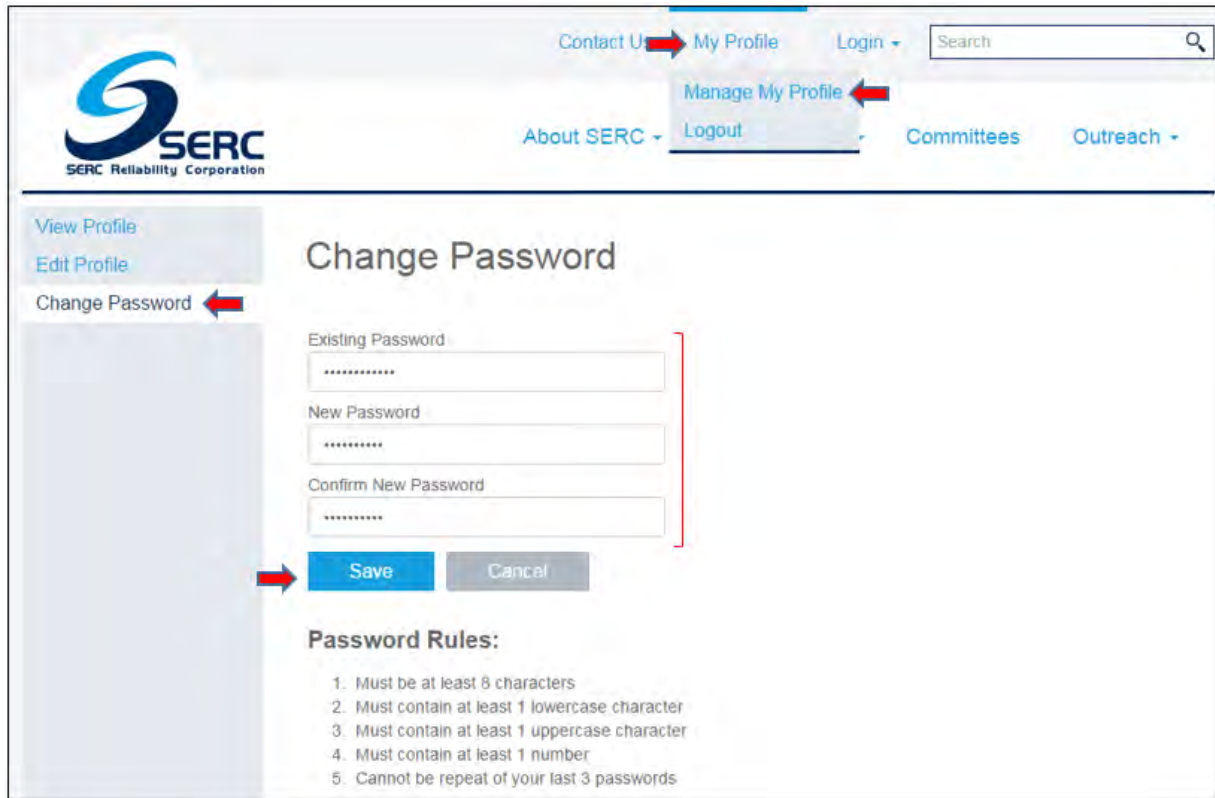 Contact Us My Profile Login Search
Manage My Profile
Logout
SERC
SERC Reliability Corporation
About SERC Committees Outreach
View Profile
Edit Profile
Change Password
Change Password
Existing Password
••••••••••••
New Password
••••••••••
Confirm New Password
••••••••••
Save Cancel
Password Rules:
1. Must be at least 8 characters
2. Must contain at least 1 lowercase character
3. Must contain at least 1 uppercase character
4. Must contain at least 1 number
5. Cannot be repeat of your last 3 passwords